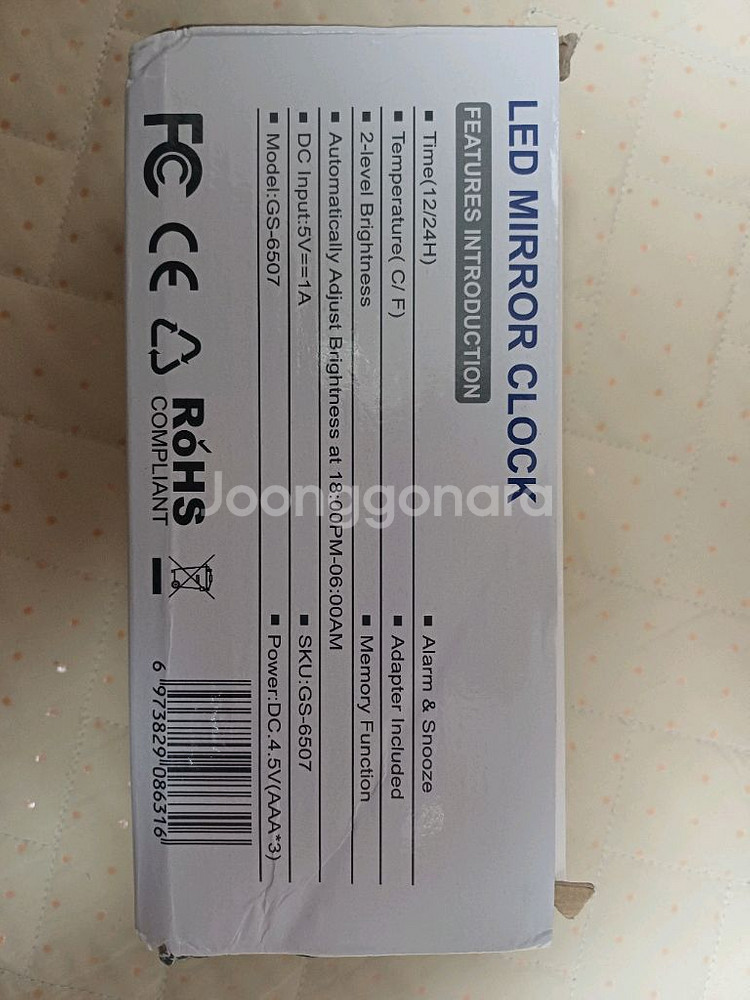 LED MIRROR CLOCK
FEATURES INTRODUCTION
■ Time(12/24H) ■ Alarm & Snooze
■ Temperature( C/ F) ■ Adapter Included
■ 2-level Brightness ■ Memory Function
■ Automatically Adjust Brightness at 18:00PM-06:00AM
■ DC Input:5V==1A ■ SKU:GS-6507
■ Model:GS-6507 ■ Power:DC.4.5V(AAA*3)
FC CE RoHS
COMPLIANT
6 973829 086316
Joonggonara